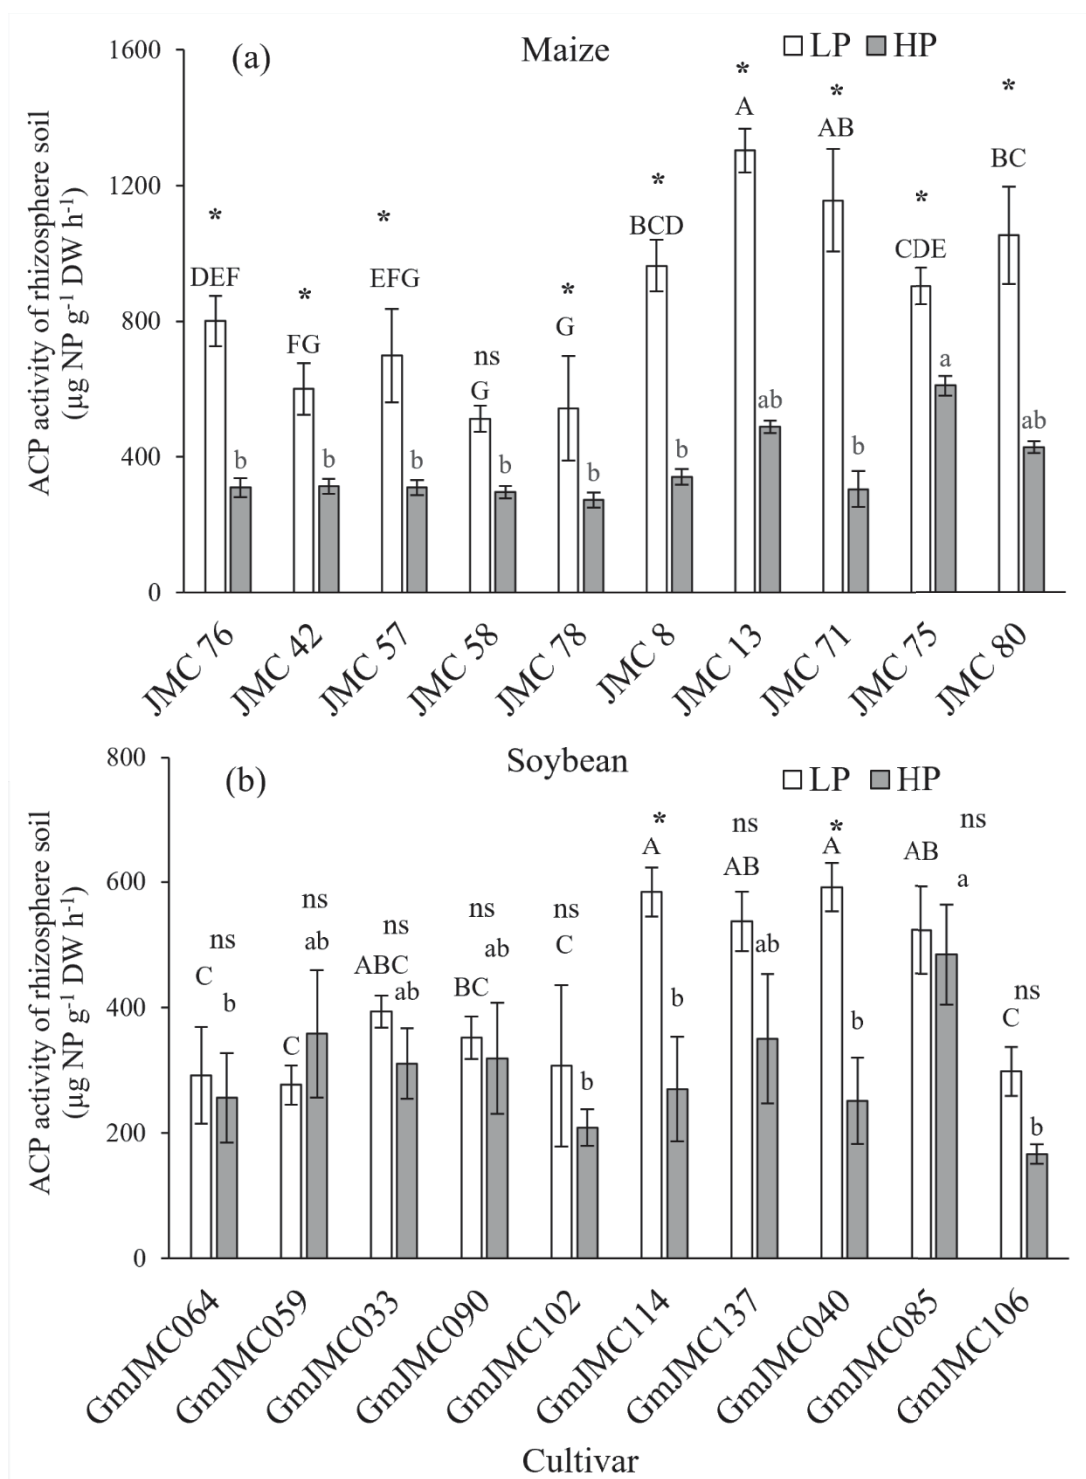 (a)
Maize
LP HP
ACP activity of rhizosphere soil
(µg NP g⁻¹ DW h⁻¹)
1600
1200
800
400
0
* * * ns * * * * * *
DEF FG EFG G G BCD A AB CDE BC
b b b b b b ab b a ab
JMC 76
JMC 42
JMC 57
JMC 58
JMC 78
JMC 8
JMC 13
JMC 71
JMC 75
JMC 80
(b)
Soybean
LP HP
ACP activity of rhizosphere soil
(µg NP g⁻¹ DW h⁻¹)
800
600
400
200
0
ns ns ns ns ns * ns * ns ns
C C ABC BC C A AB A AB C
b ab ab ab b b ab b a b
GmJMC064
GmJMC059
GmJMC033
GmJMC090
GmJMC102
GmJMC114
GmJMC137
GmJMC040
GmJMC085
GmJMC106
Cultivar